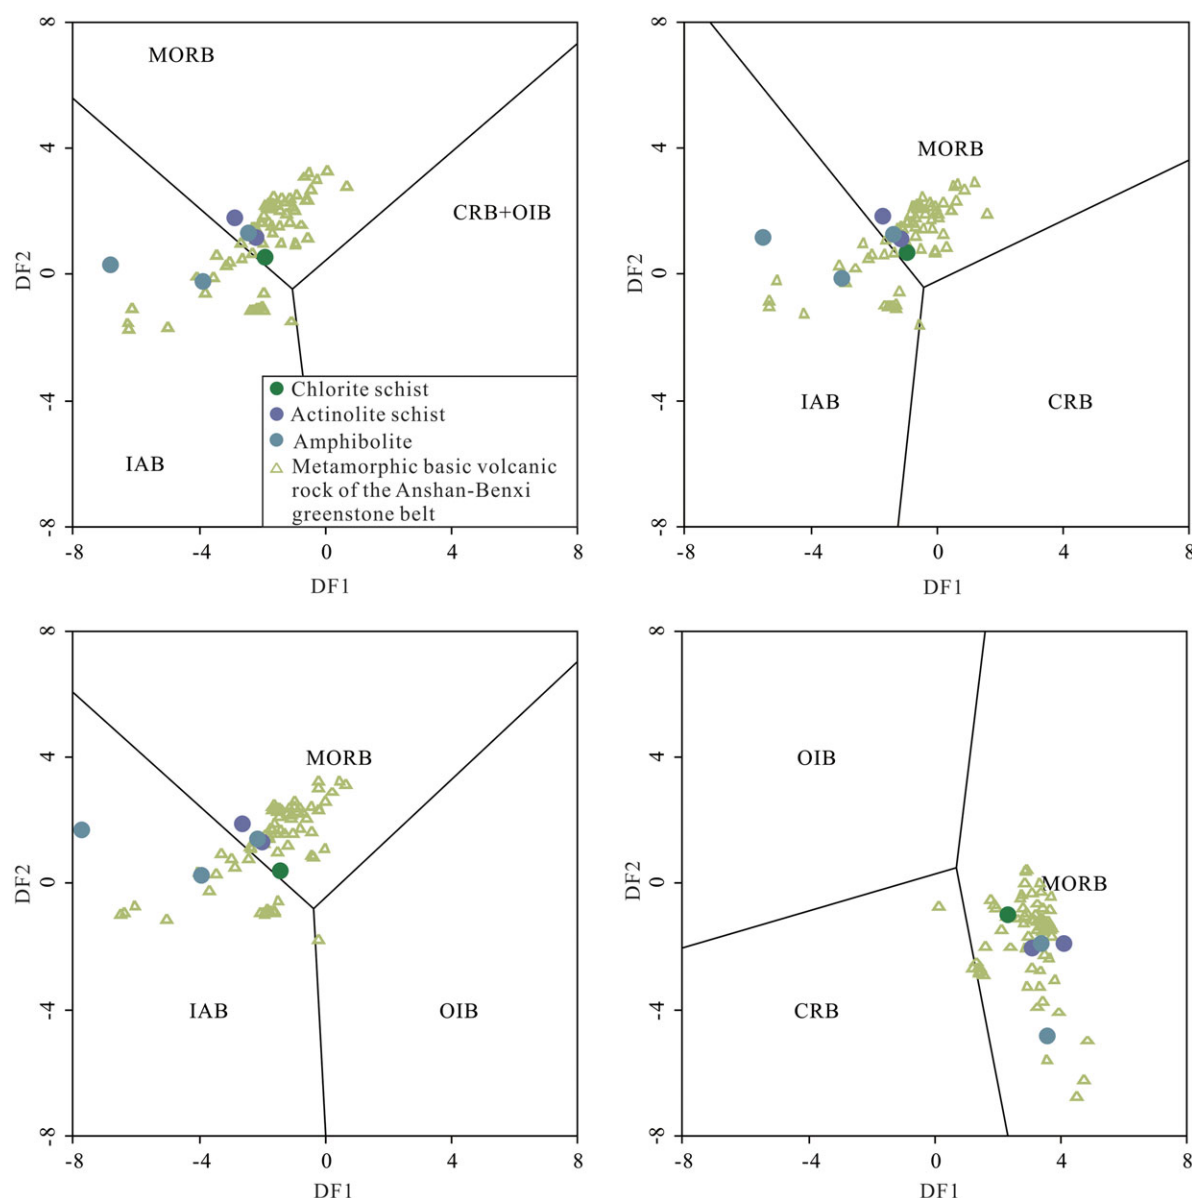 8
MORB
4
CRB+OIB
DF2
0
Chlorite schist
Actinolite schist
-4
Amphibolite
IAB
Metamorphic basic volcanic
rock of the Anshan-Benxi
greenstone belt
-8
-8 -4 0 4 8
DF1
8
4
MORB
0
-4
IAB
CRB
-8
-8 -4 0 4 8
DF1
8
4
MORB
DF2
0
-4
IAB
OIB
-8
-8 -4 0 4 8
DF1
8
4
OIB
DF2
0
MORB
-4
CRB
-8
-8 -4 0 4 8
DF1